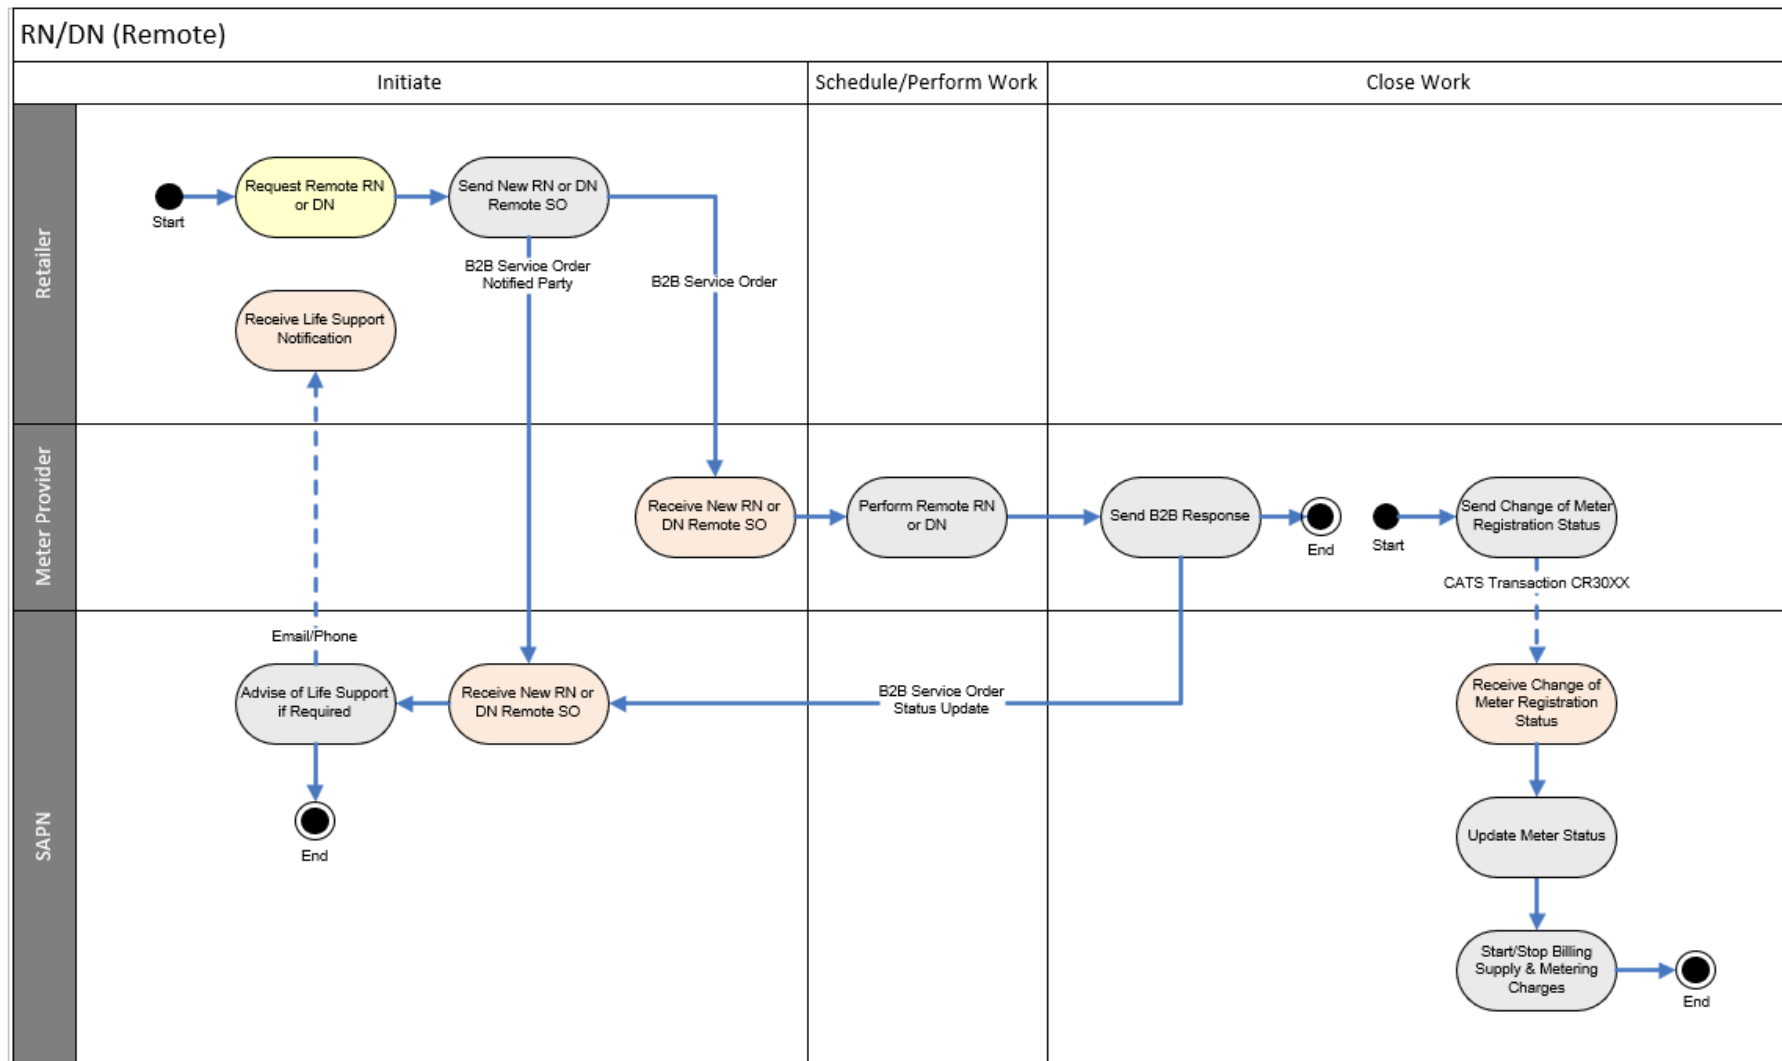 RN/DN (Remote)
Initiate
Schedule/Perform Work
Close Work
Retailer
Start
Request Remote RN
or DN
Send New RN or DN
Remote SO
B2B Service Order
Notified Party
B2B Service Order
Receive Life Support
Notification
Meter Provider
Receive New RN or
DN Remote SO
Perform Remote RN
or DN
Send B2B Response
End
Start
Send Change of Meter
Registration Status
CATS Transaction CR30XX
SAPN
Email/Phone
Advise of Life Support
if Required
Receive New RN or
DN Remote SO
B2B Service Order
Status Update
Receive Change of
Meter Registration
Status
End
Update Meter Status
Start/Stop Billing
Supply & Metering
Charges
End